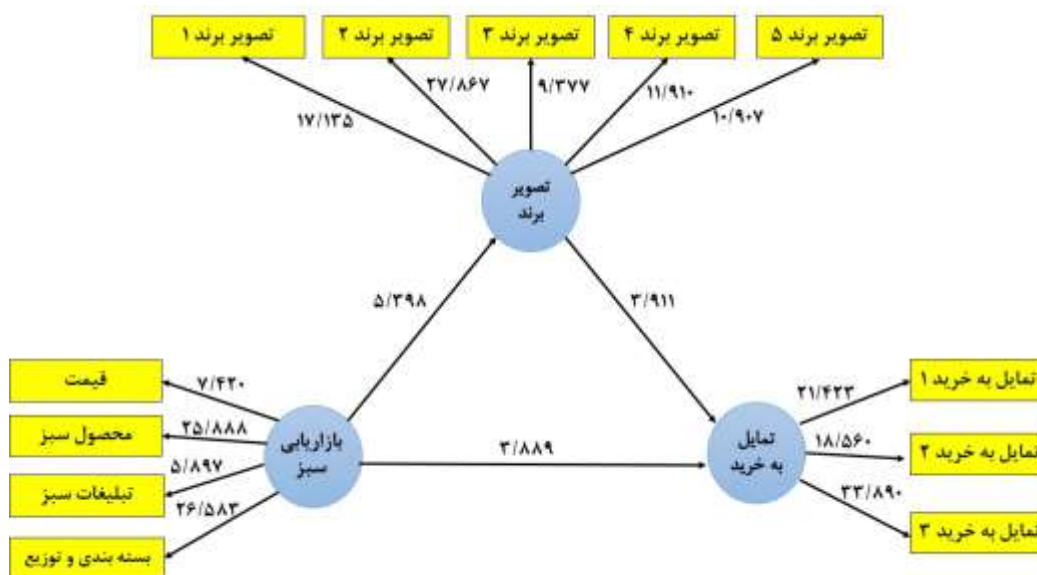 تصویر برند ۱
تصویر برند ۲
تصویر برند ۳
تصویر برند ۴
تصویر برند ۵
۱۷/۱۳۵
۲۷/۸۶۷
۹/۳۷۷
۱۱/۹۱۰
۱۰/۹۰۷
تصویر
برند
۵/۳۹۸
۳/۹۱۱
قیمت
محصول سبز
تبلیغات سبز
بسته بندی و توزیع
۷/۴۲۰
۲۵/۸۸۸
۵/۸۹۷
۲۶/۵۸۳
بازاریابی
سبز
۳/۸۸۹
تمایل
به خرید
۲۱/۴۲۳
۱۸/۵۶۰
۳۳/۸۹۰
تمایل به خرید ۱
تمایل به خرید ۲
تمایل به خرید ۳